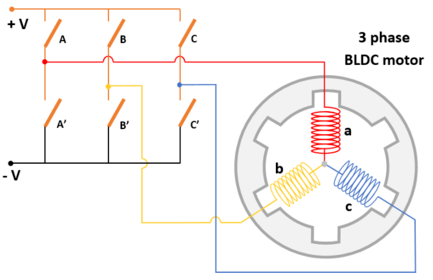 + V
A
B
C
3 phase
BLDC motor
A'
B'
C'
a
- V
b
c